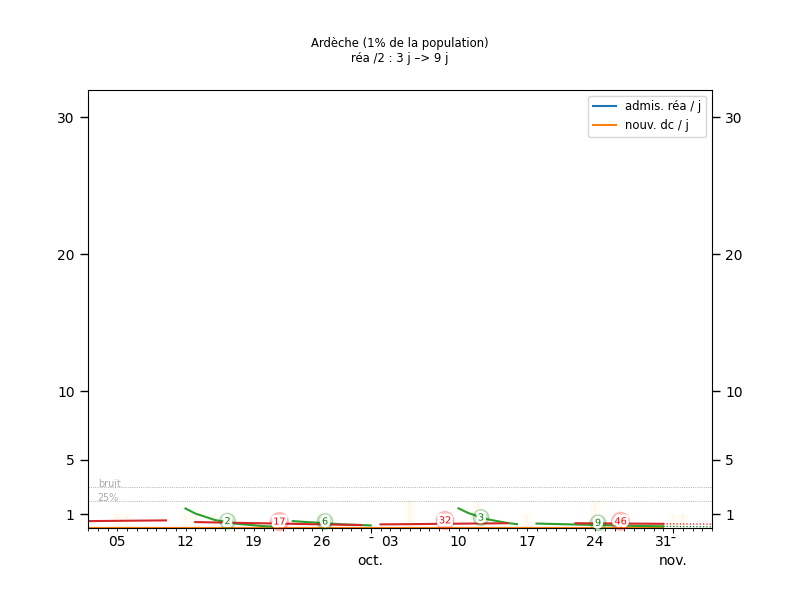 Ardèche (1% de la population)
réa /2 : 3 j –> 9 j
admis. réa / j
nouv. dc / j
30 30
20 20
10 10
5 5
bruit
25%
1 1
2 17 6 32 3 9 46
05 12 19 26 - 03 10 17 24 31-
oct. nov.